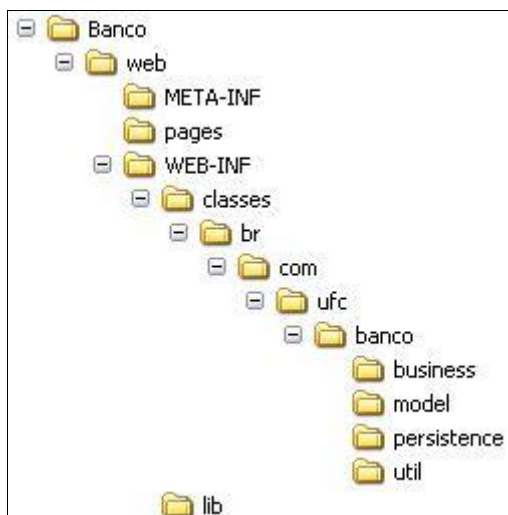 Banco
web
META-INF
pages
WEB-INF
classes
br
com
ufc
banco
business
model
persistence
util
lib